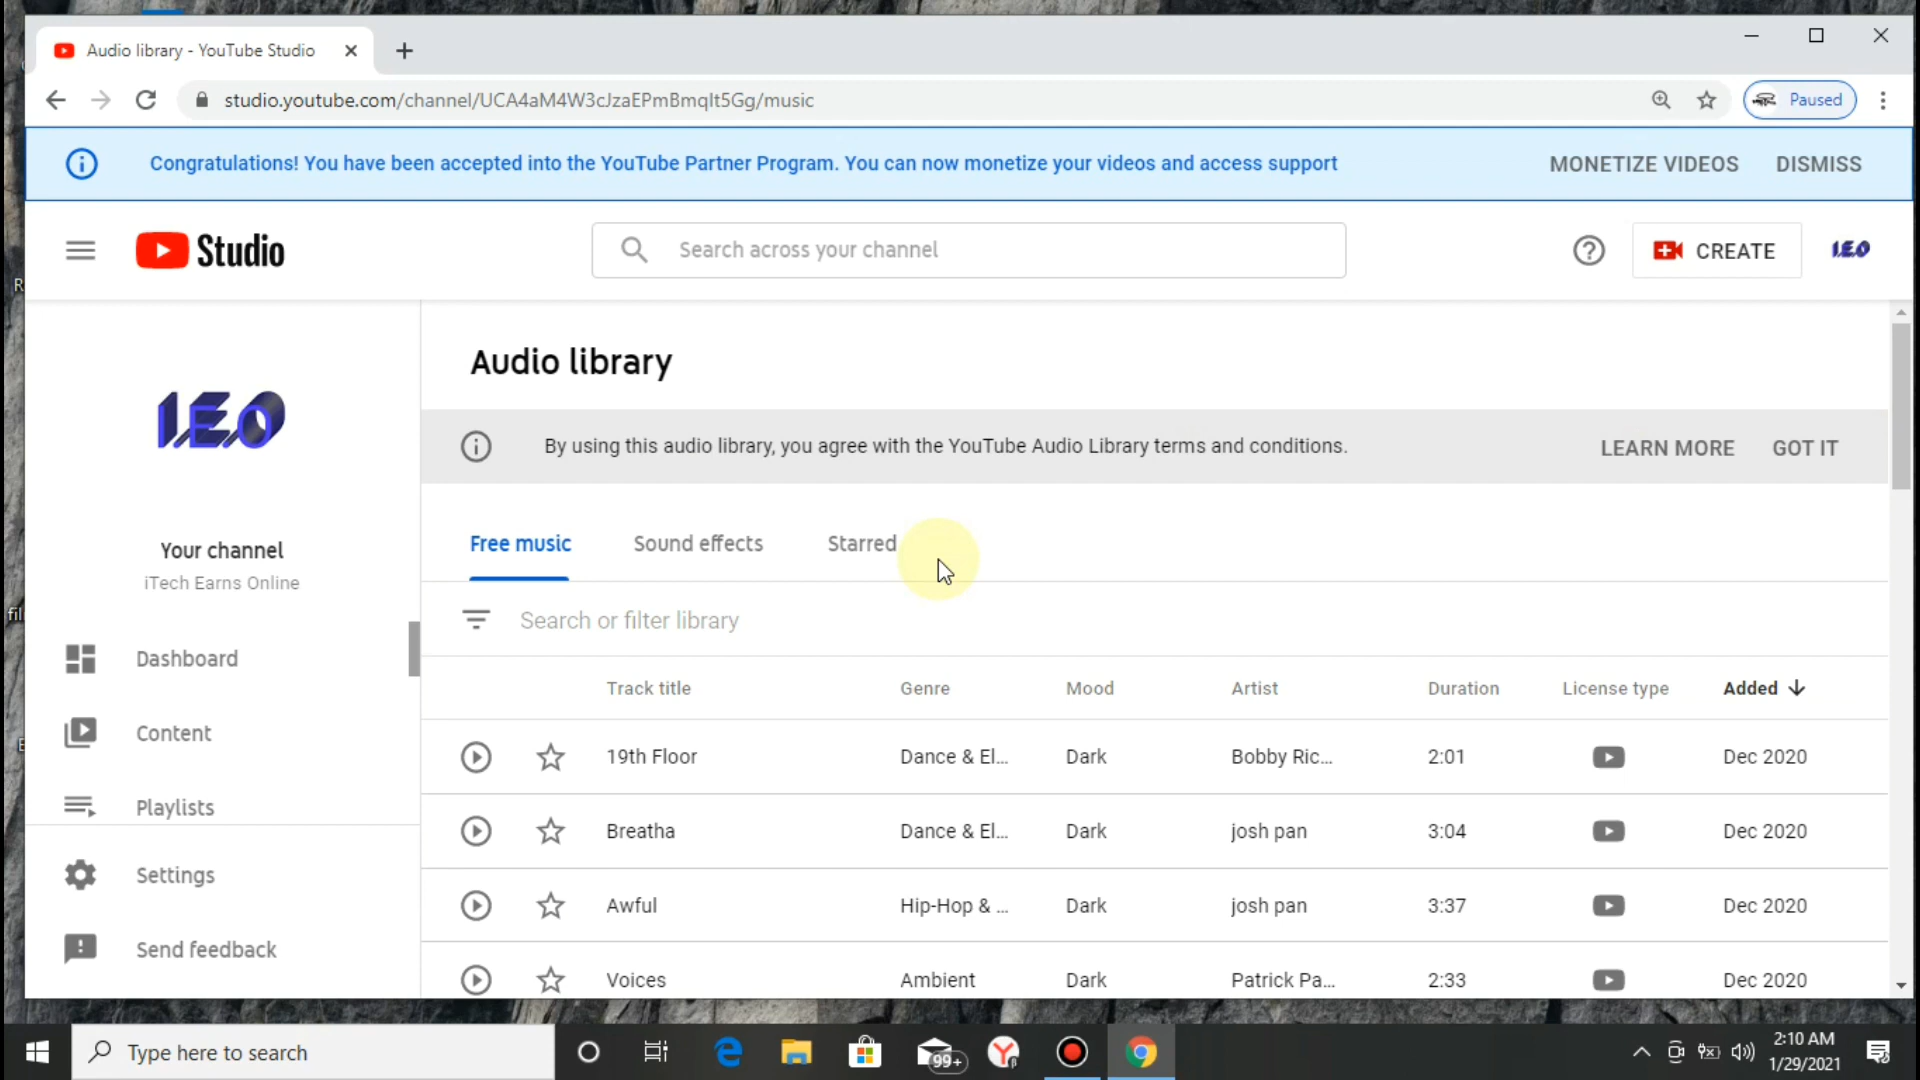 Audio library - YouTube Studio
studio.youtube.com/channel/UCA4aM4W3cJzaEPmBmqIt5Gg/music
Paused
Congratulations! You have been accepted into the YouTube Partner Program. You can now monetize your videos and access support
MONETIZE VIDEOS
DISMISS
Studio
Search across your channel
CREATE
I.E.O
I.E.O
Your channel
iTech Earns Online
Dashboard
Content
Playlists
Settings
Send feedback
Audio library
By using this audio library, you agree with the YouTube Audio Library terms and conditions.
LEARN MORE
GOT IT
Free music Sound effects Starred
Search or filter library
Track title Genre Mood Artist Duration License type Added
19th Floor Dance & El... Dark Bobby Ric... 2:01 Dec 2020
Breatha Dance & El... Dark josh pan 3:04 Dec 2020
Awful Hip-Hop & ... Dark josh pan 3:37 Dec 2020
Voices Ambient Dark Patrick Pa... 2:33 Dec 2020
Type here to search
99+
2:10 AM
1/29/2021